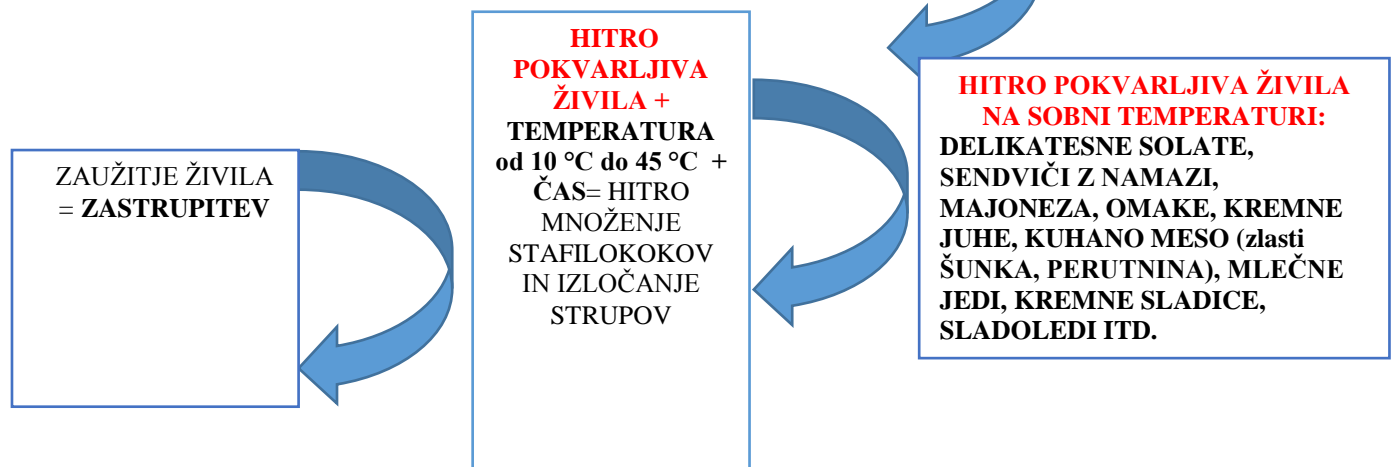 ZAUŽITJE ŽIVILA
= ZASTRUPITEV
HITRO
POKVARLJIVA
ŽIVILA +
TEMPERATURA
od 10 °C do 45 °C +
ČAS= HITRO
MNOŽENJE
STAFILOKOKOV
IN IZLOČANJE
STRUPOV
HITRO POKVARLJIVA ŽIVILA
NA SOBNI TEMPERATURI:
DELIKATESNE SOLATE,
SENDVIČI Z NAMAZI,
MAJONEZA, OMAKE, KREMNE
JUHE, KUHANO MESO (zlasti
ŠUNKA, PERUTNINA), MLEČNE
JEDI, KREMNE SLADICE,
SLADOLEDI ITD.